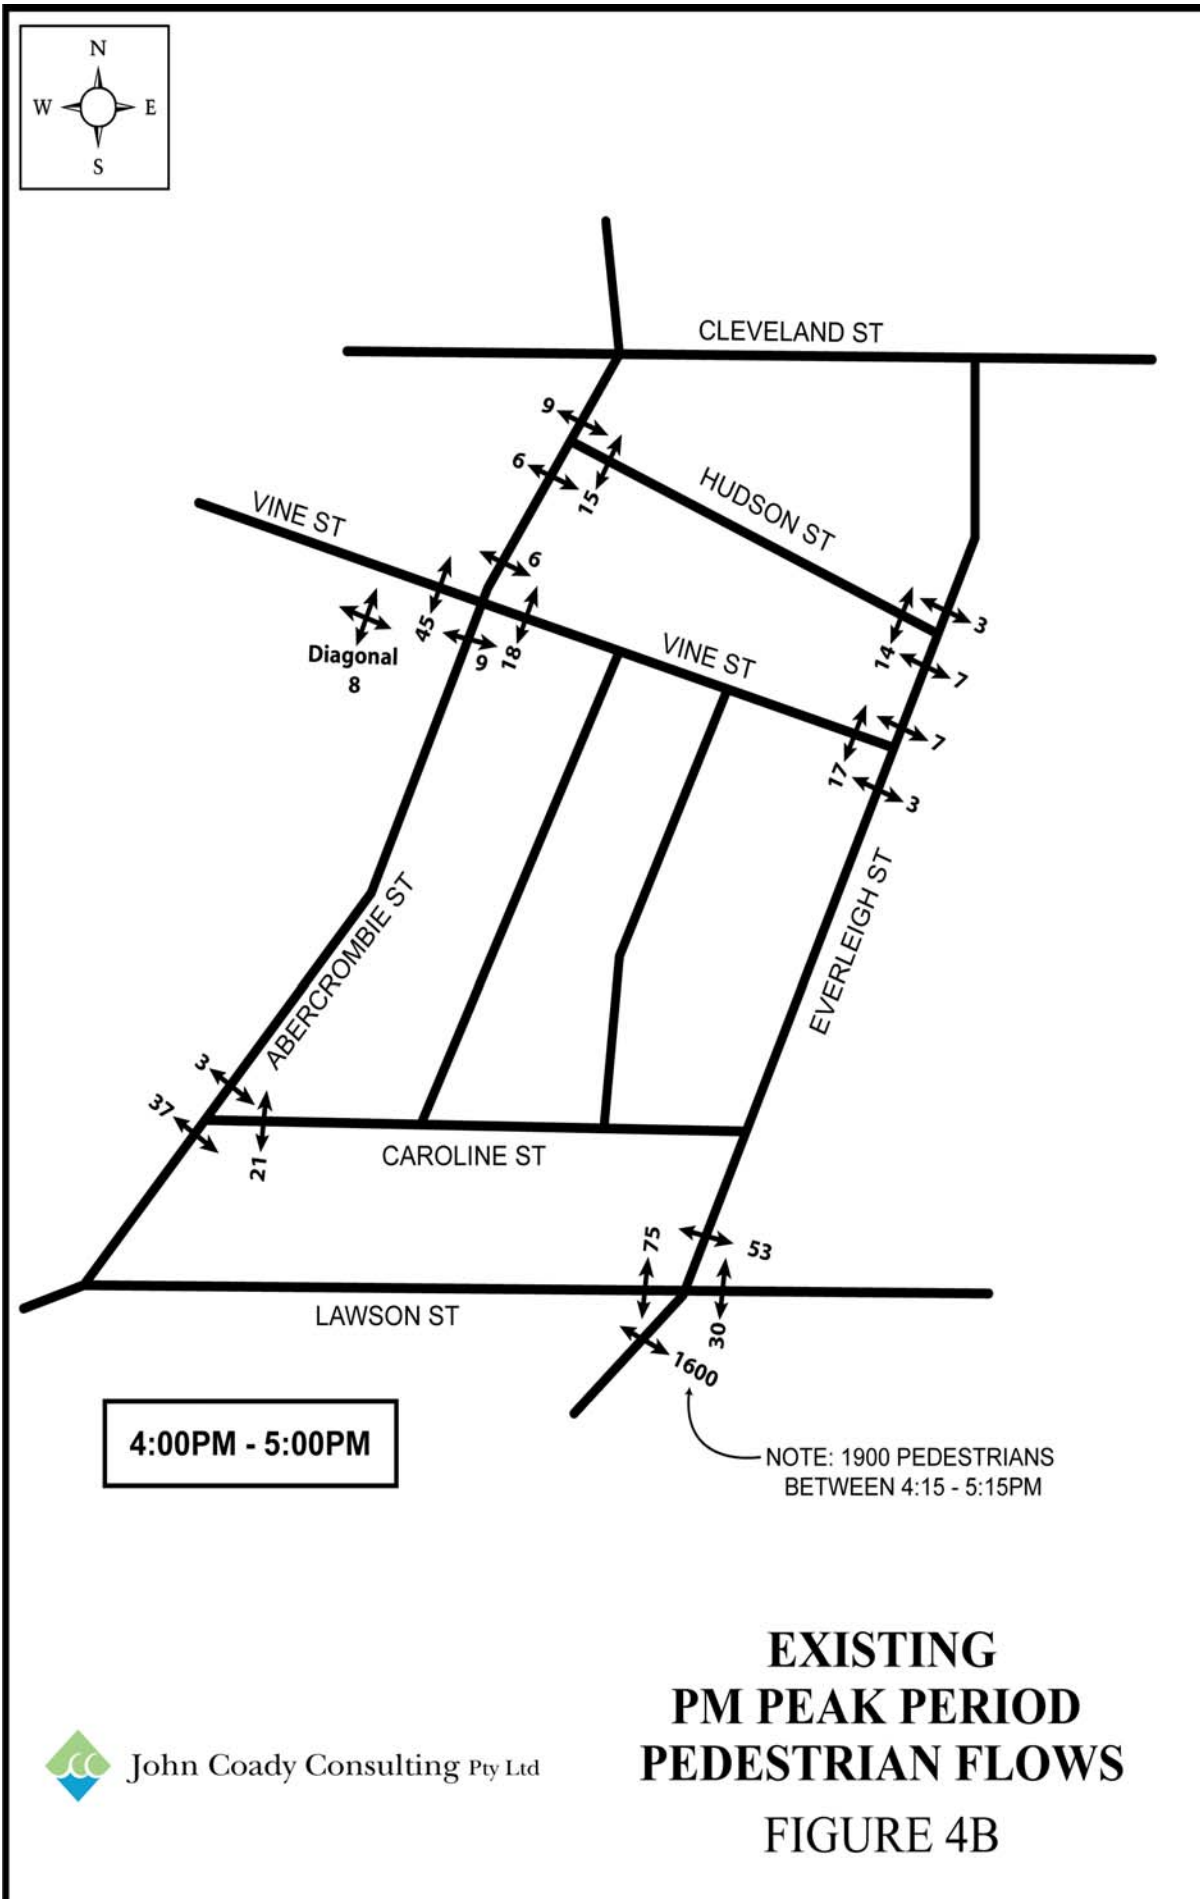 N
W
E
S
CLEVELAND ST
9
6
15
HUDSON ST
VINE ST
6
45
18
9
Diagonal
8
VINE ST
3
14
7
7
17
3
EVERLEIGH ST
ABERCROMBIE ST
3
37
21
CAROLINE ST
75
53
LAWSON ST
30
1600
4:00PM - 5:00PM
NOTE: 1900 PEDESTRIANS
BETWEEN 4:15 - 5:15PM
EXISTING
PM PEAK PERIOD
PEDESTRIAN FLOWS
FIGURE 4B
JCC
John Coady Consulting Pty Ltd